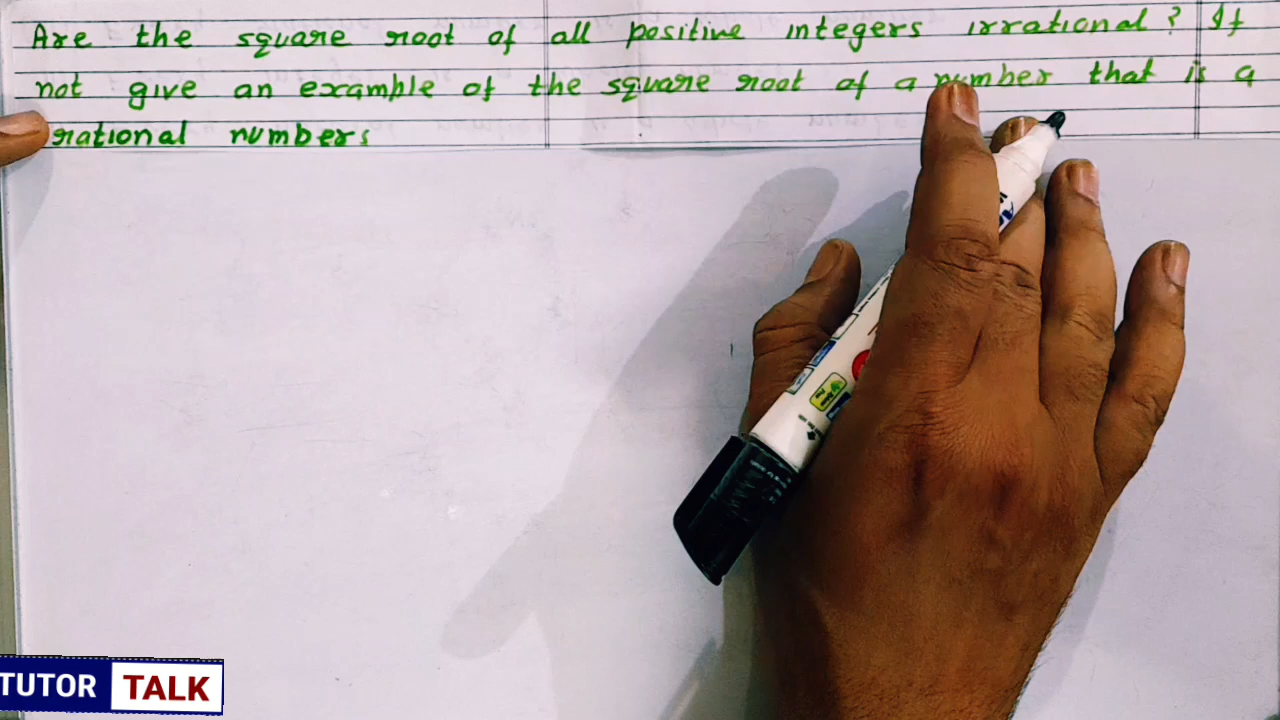 Are the square root of all positive integers irrational? If
not give an examble of the square root of a number that is a
rational numbers
TUTOR TALK